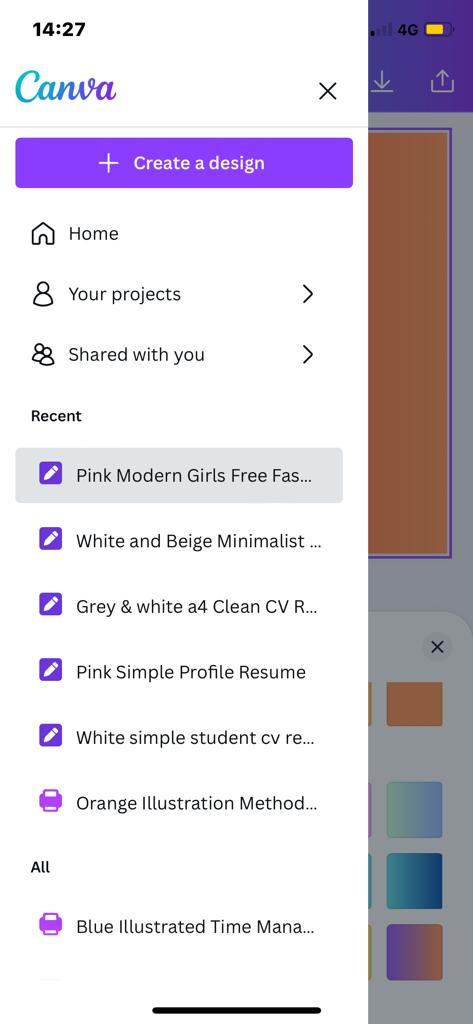 14:27
4G
Canva
Create a design
Home
Your projects
Shared with you
Recent
Pink Modern Girls Free Fas...
White and Beige Minimalist ...
Grey & white a4 Clean CV R...
Pink Simple Profile Resume
White simple student cv re...
Orange Illustration Method...
All
Blue Illustrated Time Mana...